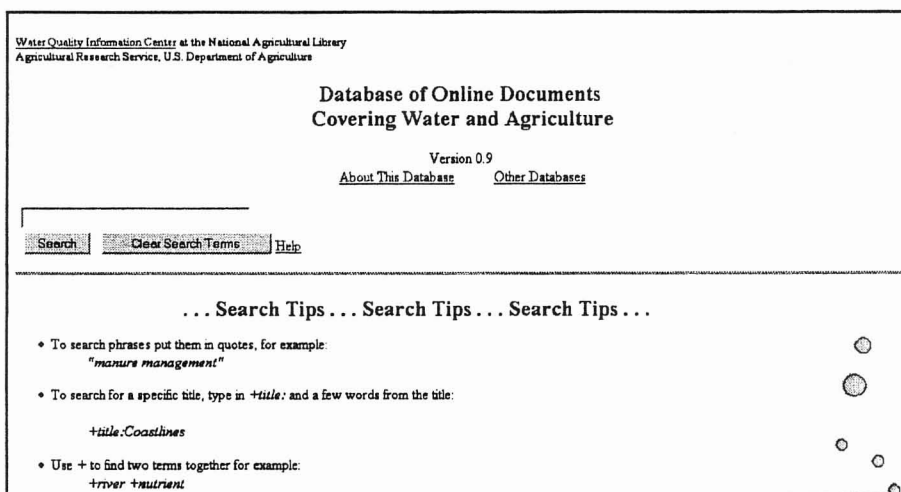 Water Quality Information Center at the National Agricultural Library
Agricultural Research Service, U.S. Department of Agriculture
Database of Online Documents
Covering Water and Agriculture
Version 0.9
About This Database Other Databases
Search Clear Search Terms Help
. . . Search Tips . . . Search Tips . . . Search Tips . . .
• To search phrases put them in quotes, for example:
"manure management"
• To search for a specific title, type in +title: and a few words from the title:
+title:Coastlines
• Use + to find two terms together for example:
+river +nutrient